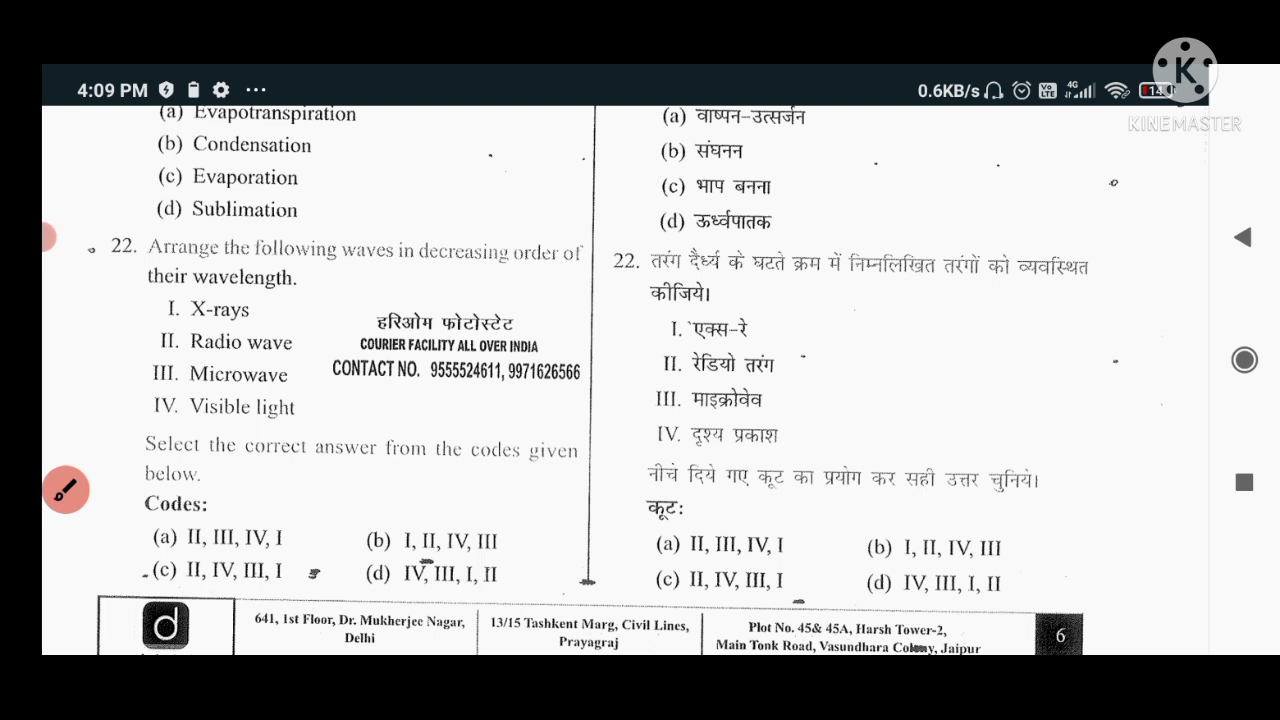 4:09 PM ...
0.6KB/s Vo LTE 4G 14
KINEMASTER
(a) Evapotranspiration
(b) Condensation
(c) Evaporation
(d) Sublimation
22. Arrange the following waves in decreasing order of
their wavelength.
I. X-rays
II. Radio wave
III. Microwave
IV. Visible light
हरिओम फोटोस्टेट
COURIER FACILITY ALL OVER INDIA
CONTACT NO. 9555524611, 9971626566
Select the correct answer from the codes given
below.
Codes:
(a) II, III, IV, I (b) I, II, IV, III
(c) II, IV, III, I (d) IV, III, I, II
(a) वाष्पन-उत्सर्जन
(b) संघनन
(c) भाप बनना
(d) ऊर्ध्वपातक
22. तरंग दैर्ध्य के घटते क्रम में निम्नलिखित तरंगों को व्यवस्थित
कीजिये।
I. एक्स-रे
II. रेडियो तरंग
III. माइक्रोवेव
IV. दृश्य प्रकाश
नीचे दिये गए कूट का प्रयोग कर सही उत्तर चुनिये।
कूट:
(a) II, III, IV, I (b) I, II, IV, III
(c) II, IV, III, I (d) IV, III, I, II
d
641, 1st Floor, Dr. Mukherjee Nagar,
Delhi
13/15 Tashkent Marg, Civil Lines,
Prayagraj
Plot No. 45& 45A, Harsh Tower-2,
Main Tonk Road, Vasundhara Colony, Jaipur
6